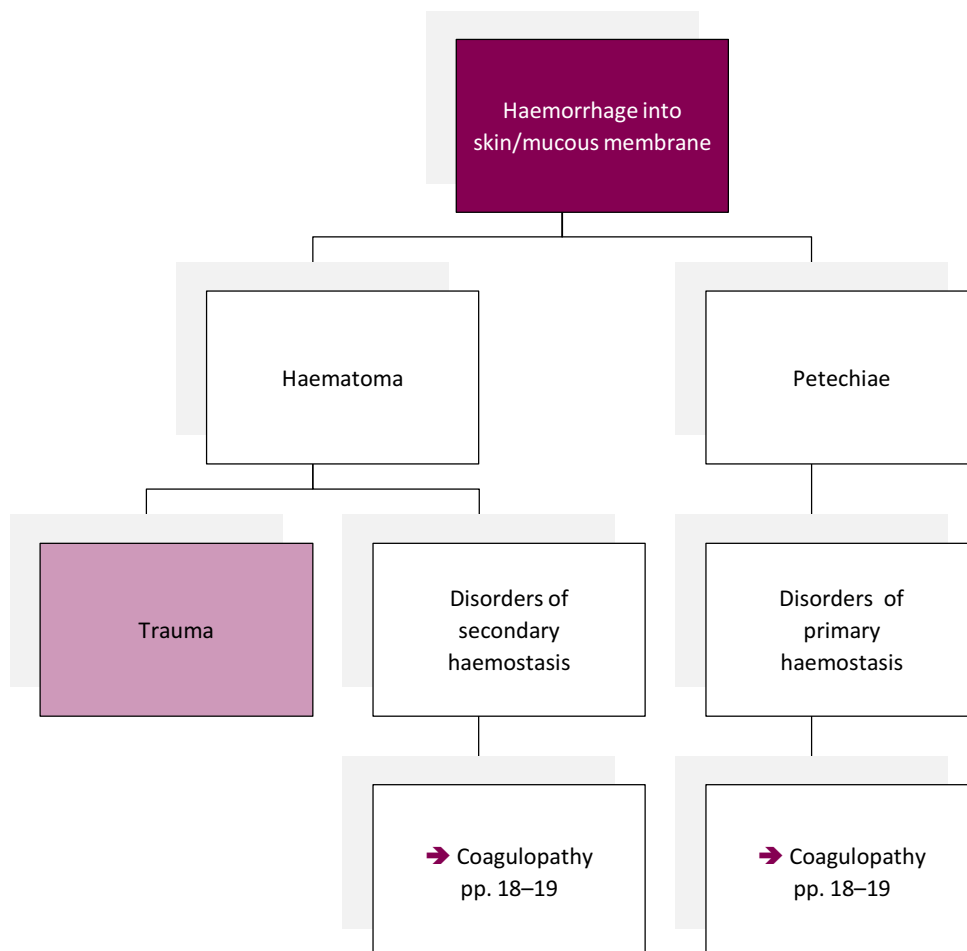 Haemorrhage into
skin/mucous membrane
Haematoma
Petechiae
Trauma
Disorders of
secondary
haemostasis
Disorders of
primary
haemostasis
➔ Coagulopathy
pp. 18–19
➔ Coagulopathy
pp. 18–19